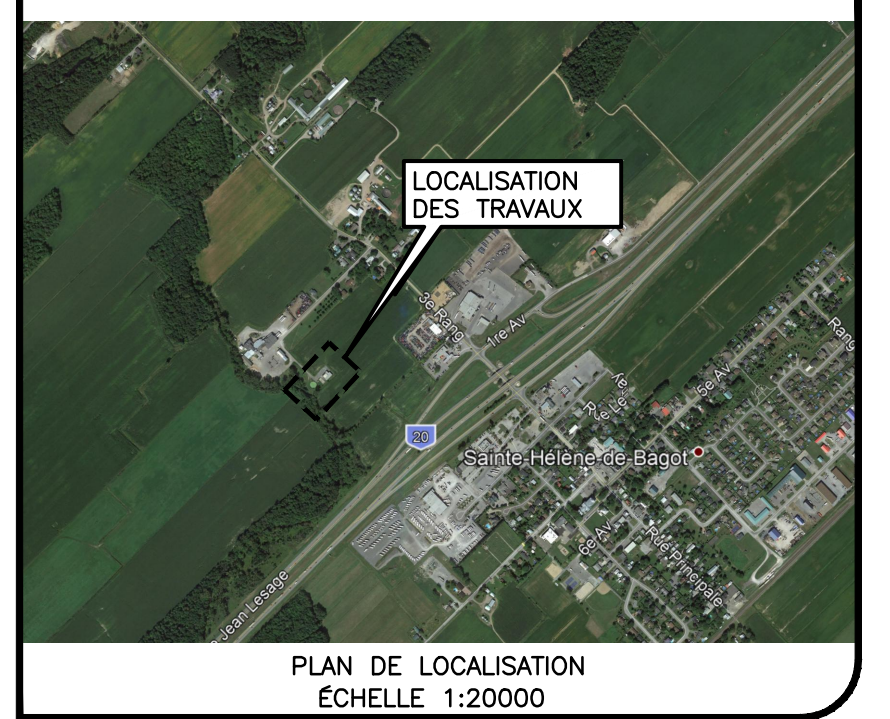 LOCALISATION
DES TRAVAUX
3e Rang
1re Av
20
Sainte-Hélène-de-Bagot
5e Av
Rang
6e Av
Rue Principale
Jean Lesage
PLAN DE LOCALISATION
ÉCHELLE 1:20000